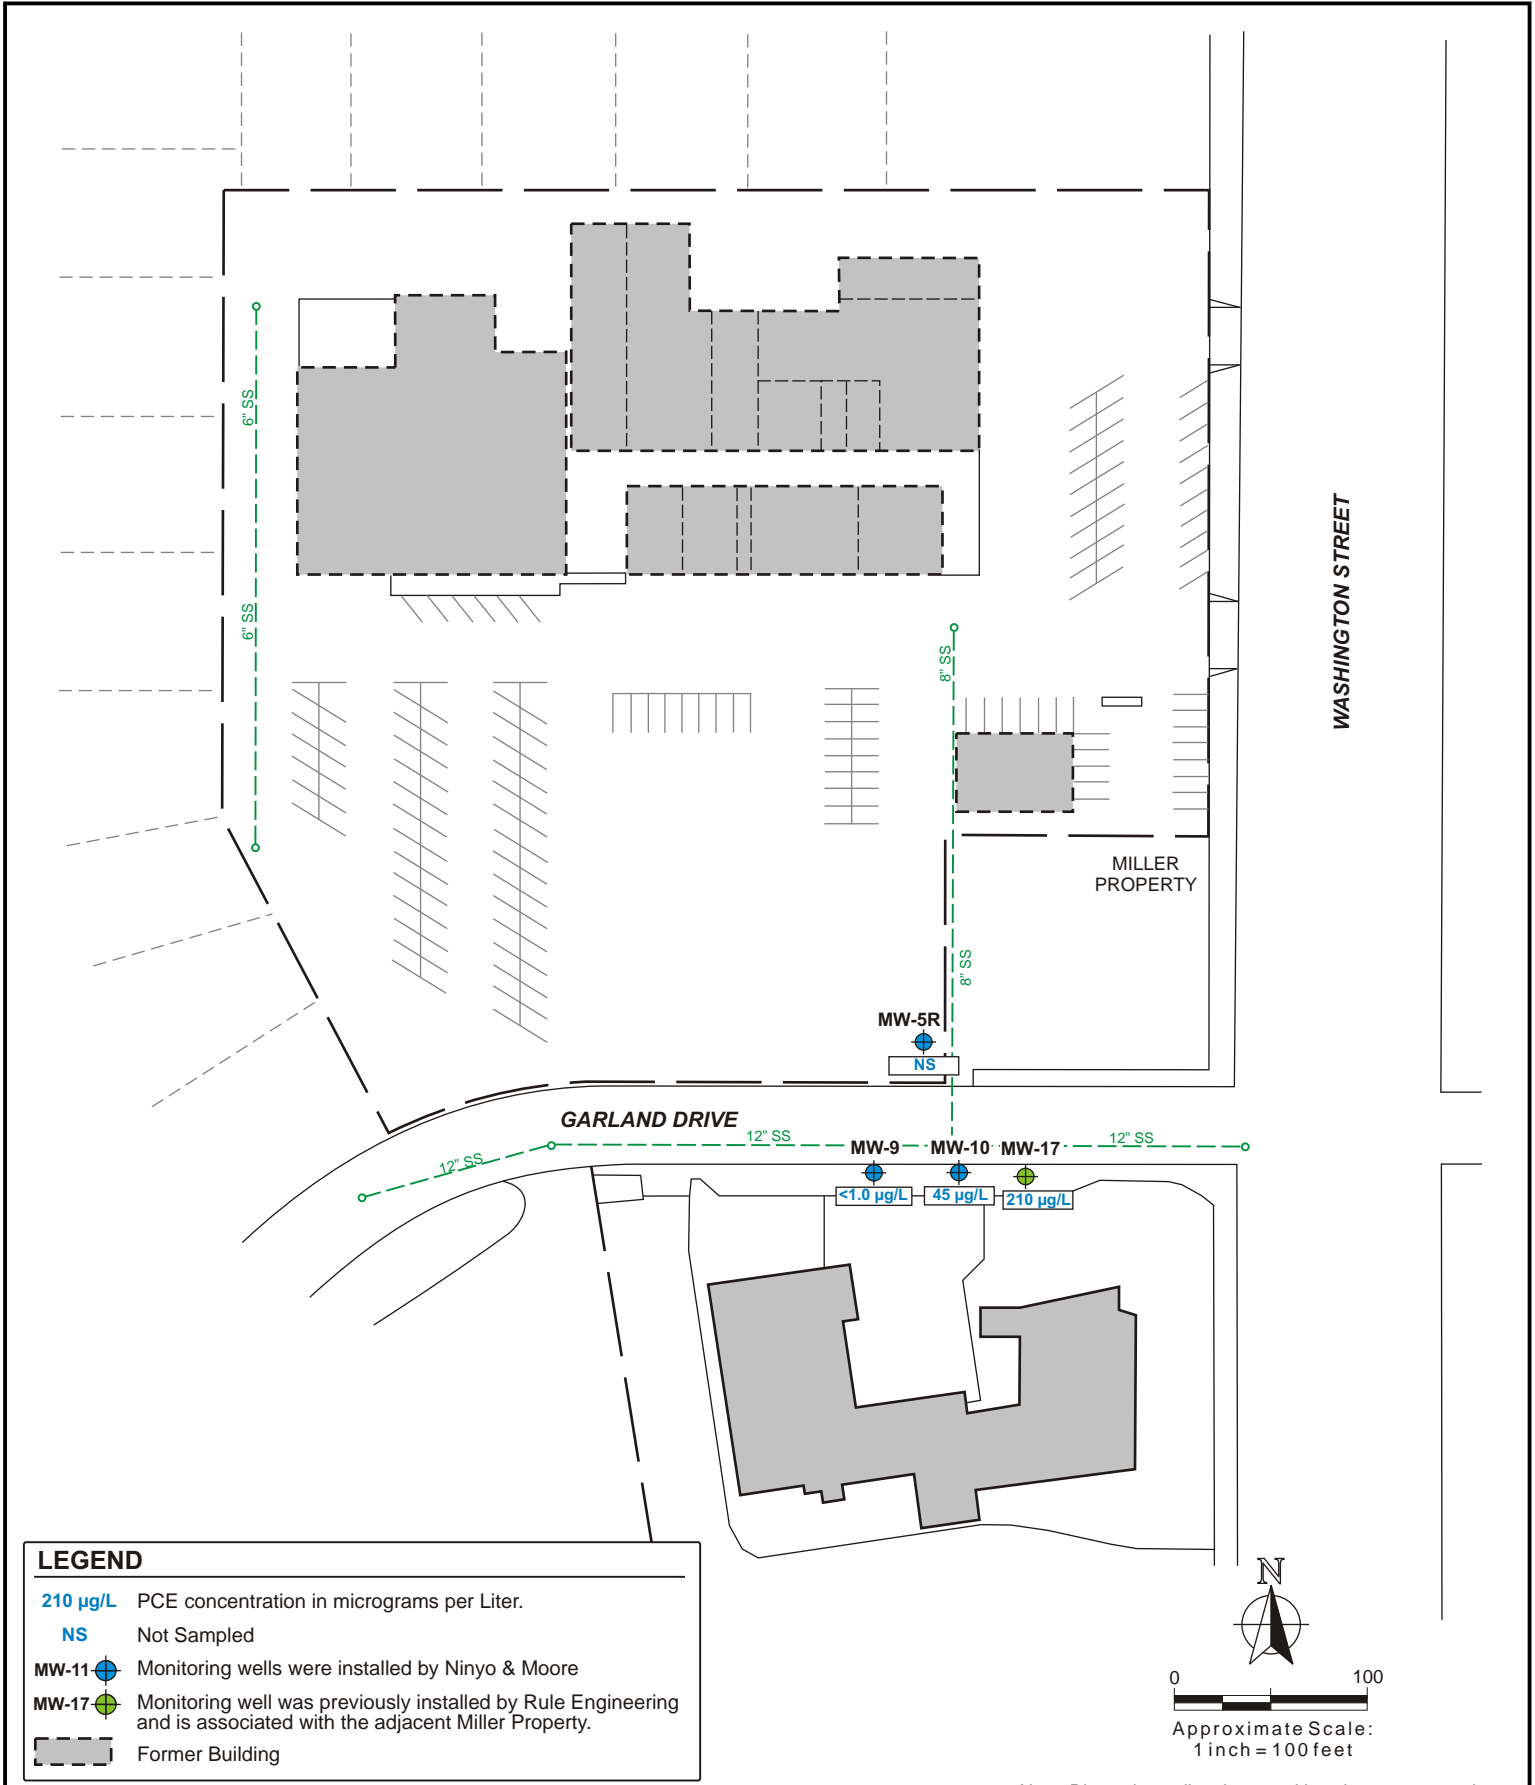 6" SS
6" SS
8" SS
WASHINGTON STREET
MILLER
PROPERTY
8" SS
MW-5R
NS
GARLAND DRIVE
12" SS
12" SS
12" SS
MW-9
MW-10
MW-17
<1.0 µg/L
45 µg/L
210 µg/L
LEGEND
210 µg/L PCE concentration in micrograms per Liter.
NS Not Sampled
MW-11 Monitoring wells were installed by Ninyo & Moore
MW-17 Monitoring well was previously installed by Rule Engineering
and is associated with the adjacent Miller Property.
Former Building
N
0 100
Approximate Scale:
1 inch = 100 feet